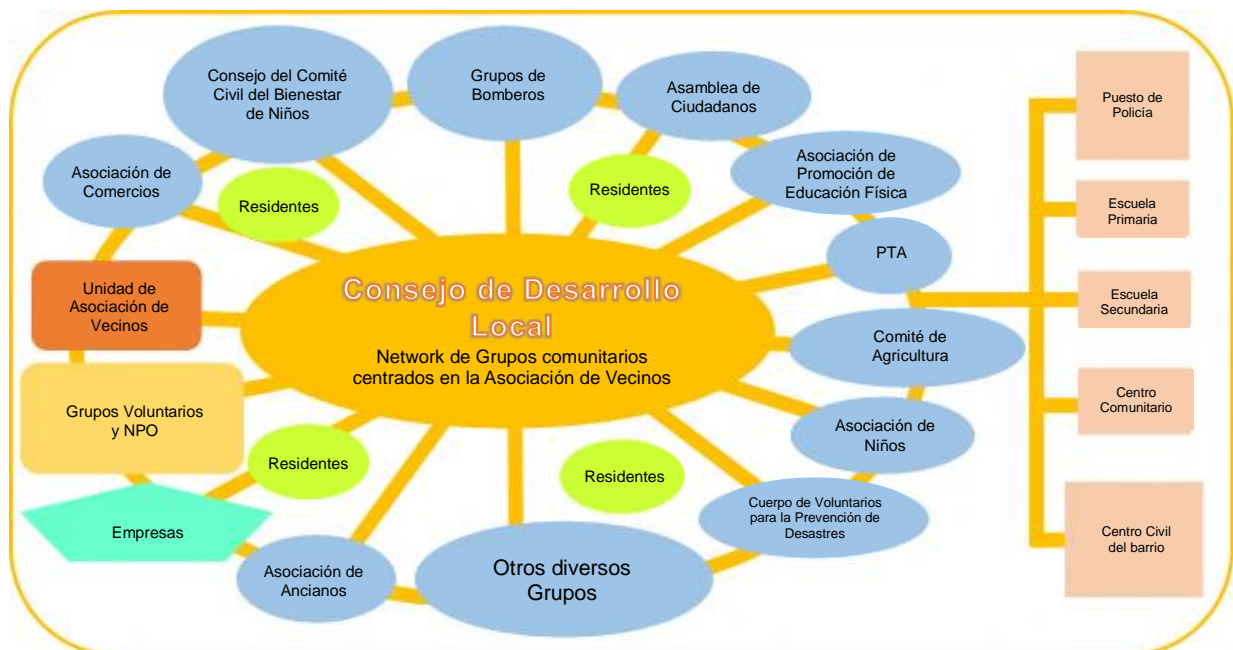 Consejo del Comité
Civil del Bienestar
de Niños
Grupos de
Bomberos
Asamblea de
Ciudadanos
Puesto de
Policía
Asociación de
Comercios
Residentes
Residentes
Asociación de
Promoción de
Educación Física
Escuela
Primaria
PTA
Unidad de
Asociación de
Vecinos
Consejo de Desarrollo
Local
Network de Grupos comunitarios
centrados en la Asociación de Vecinos
Escuela
Secundaria
Comité de
Agricultura
Grupos Voluntarios
y NPO
Centro
Comunitario
Asociación de
Niños
Residentes
Residentes
Cuerpo de Voluntarios
para la Prevención de
Desastres
Empresas
Centro Civil
del barrio
Asociación de
Ancianos
Otros diversos
Grupos